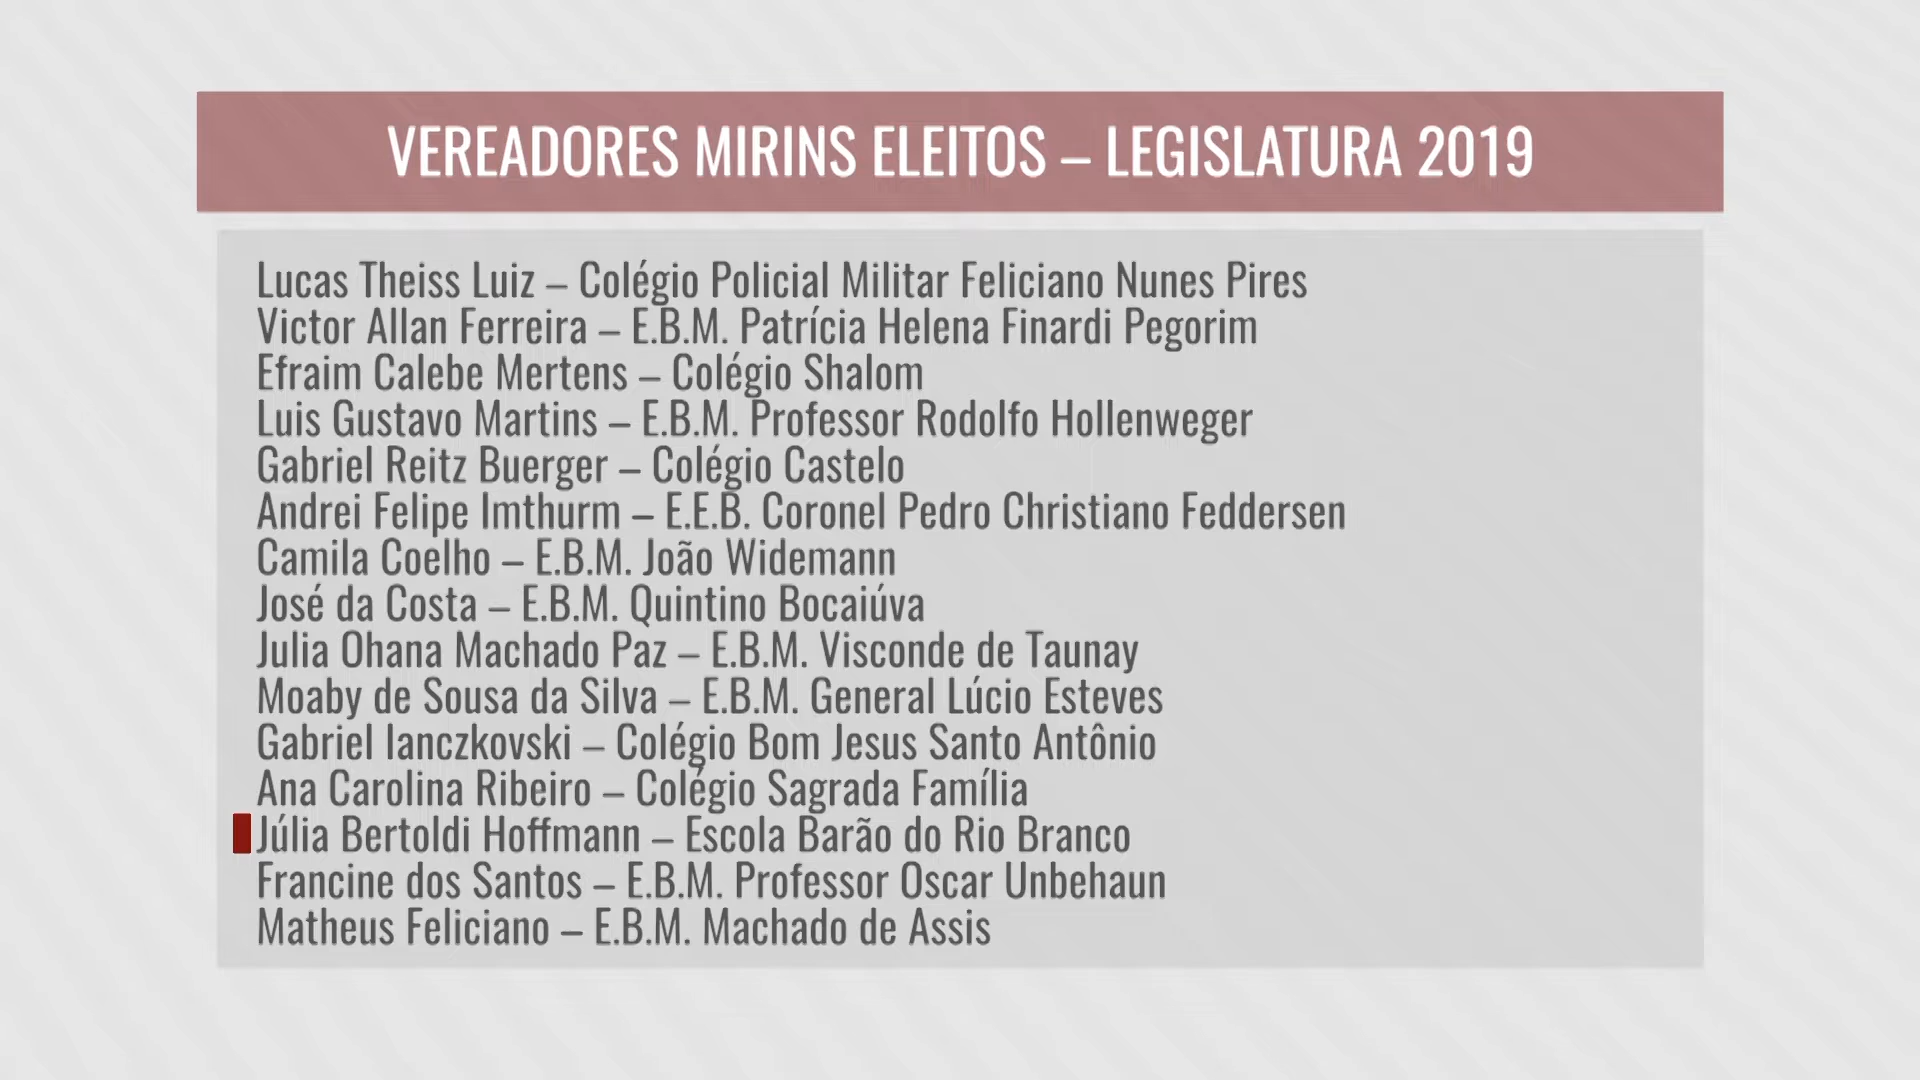 VEREADORES MIRINS ELEITOS – LEGISLATURA 2019
Lucas Theiss Luiz – Colégio Policial Militar Feliciano Nunes Pires
Victor Allan Ferreira – E.B.M. Patrícia Helena Finardi Pegorim
Efraim Calebe Mertens – Colégio Shalom
Luis Gustavo Martins – E.B.M. Professor Rodolfo Hollenweger
Gabriel Reitz Buerger – Colégio Castelo
Andrei Felipe Imthurm – E.E.B. Coronel Pedro Christiano Feddersen
Camila Coelho – E.B.M. João Widemann
José da Costa – E.B.M. Quintino Bocaiúva
Julia Ohana Machado Paz – E.B.M. Visconde de Taunay
Moaby de Sousa da Silva – E.B.M. General Lúcio Esteves
Gabriel Ianczkovski – Colégio Bom Jesus Santo Antônio
Ana Carolina Ribeiro – Colégio Sagrada Família
Júlia Bertoldi Hoffmann – Escola Barão do Rio Branco
Francine dos Santos – E.B.M. Professor Oscar Unbehaun
Matheus Feliciano – E.B.M. Machado de Assis